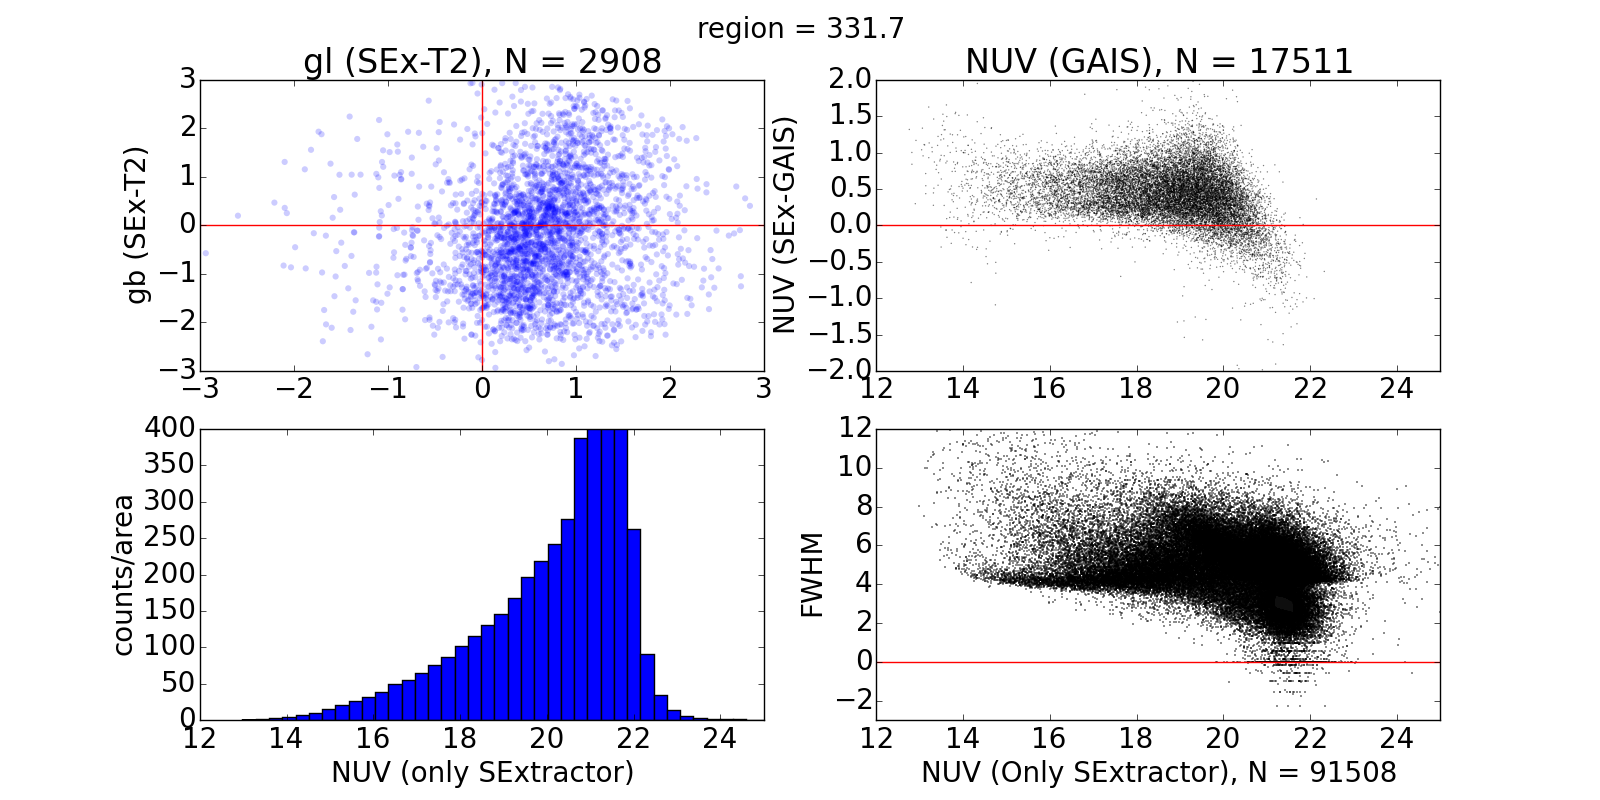 region = 331.7
gl (SEx-T2), N = 2908
gb (SEx-T2)
3
2
1
0
−1
−2
−3
−3 −2 −1 0 1 2 3
NUV (GAIS), N = 17511
NUV (SEx-GAIS)
2.0
1.5
1.0
0.5
0.0
−0.5
−1.0
−1.5
−2.0
12 14 16 18 20 22 24
counts/area
400
350
300
250
200
150
100
50
0
12 14 16 18 20 22 24
NUV (only SExtractor)
FWHM
12
10
8
6
4
2
0
−2
12 14 16 18 20 22 24
NUV (Only SExtractor), N = 91508